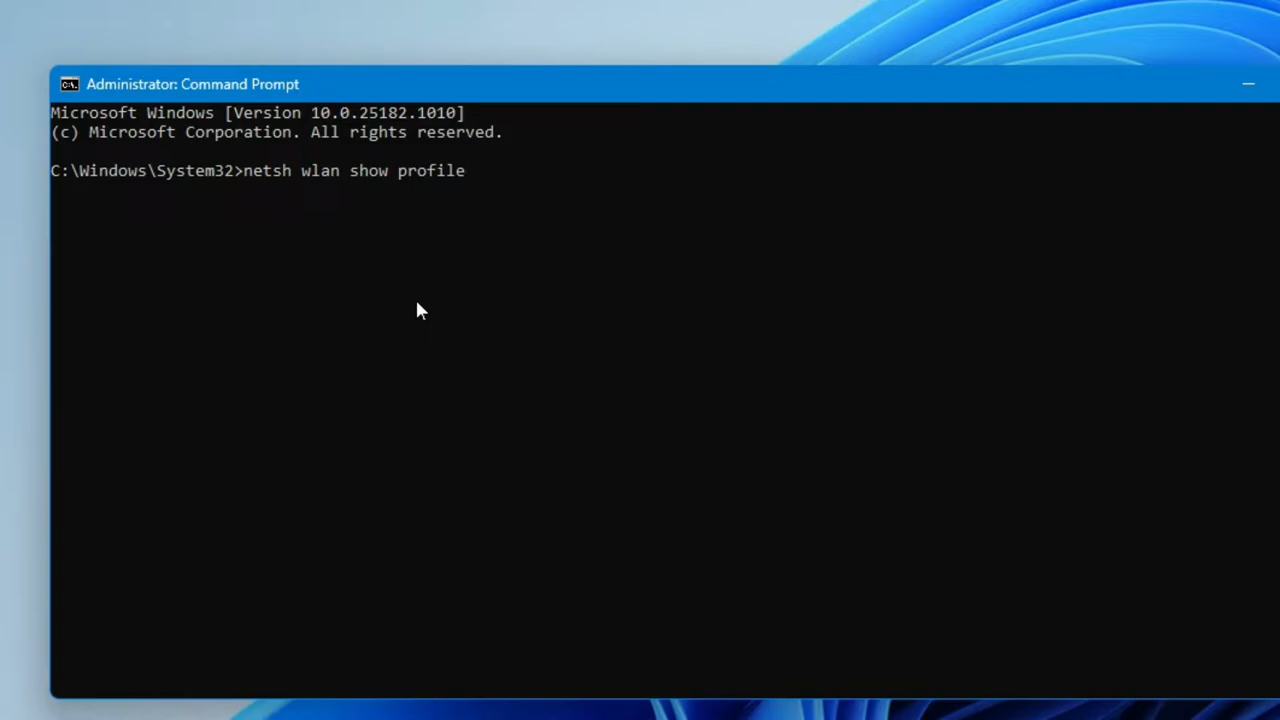 Administrator: Command Prompt
Microsoft Windows [Version 10.0.25182.1010]
(c) Microsoft Corporation. All rights reserved.
C:\Windows\System32>netsh wlan show profile